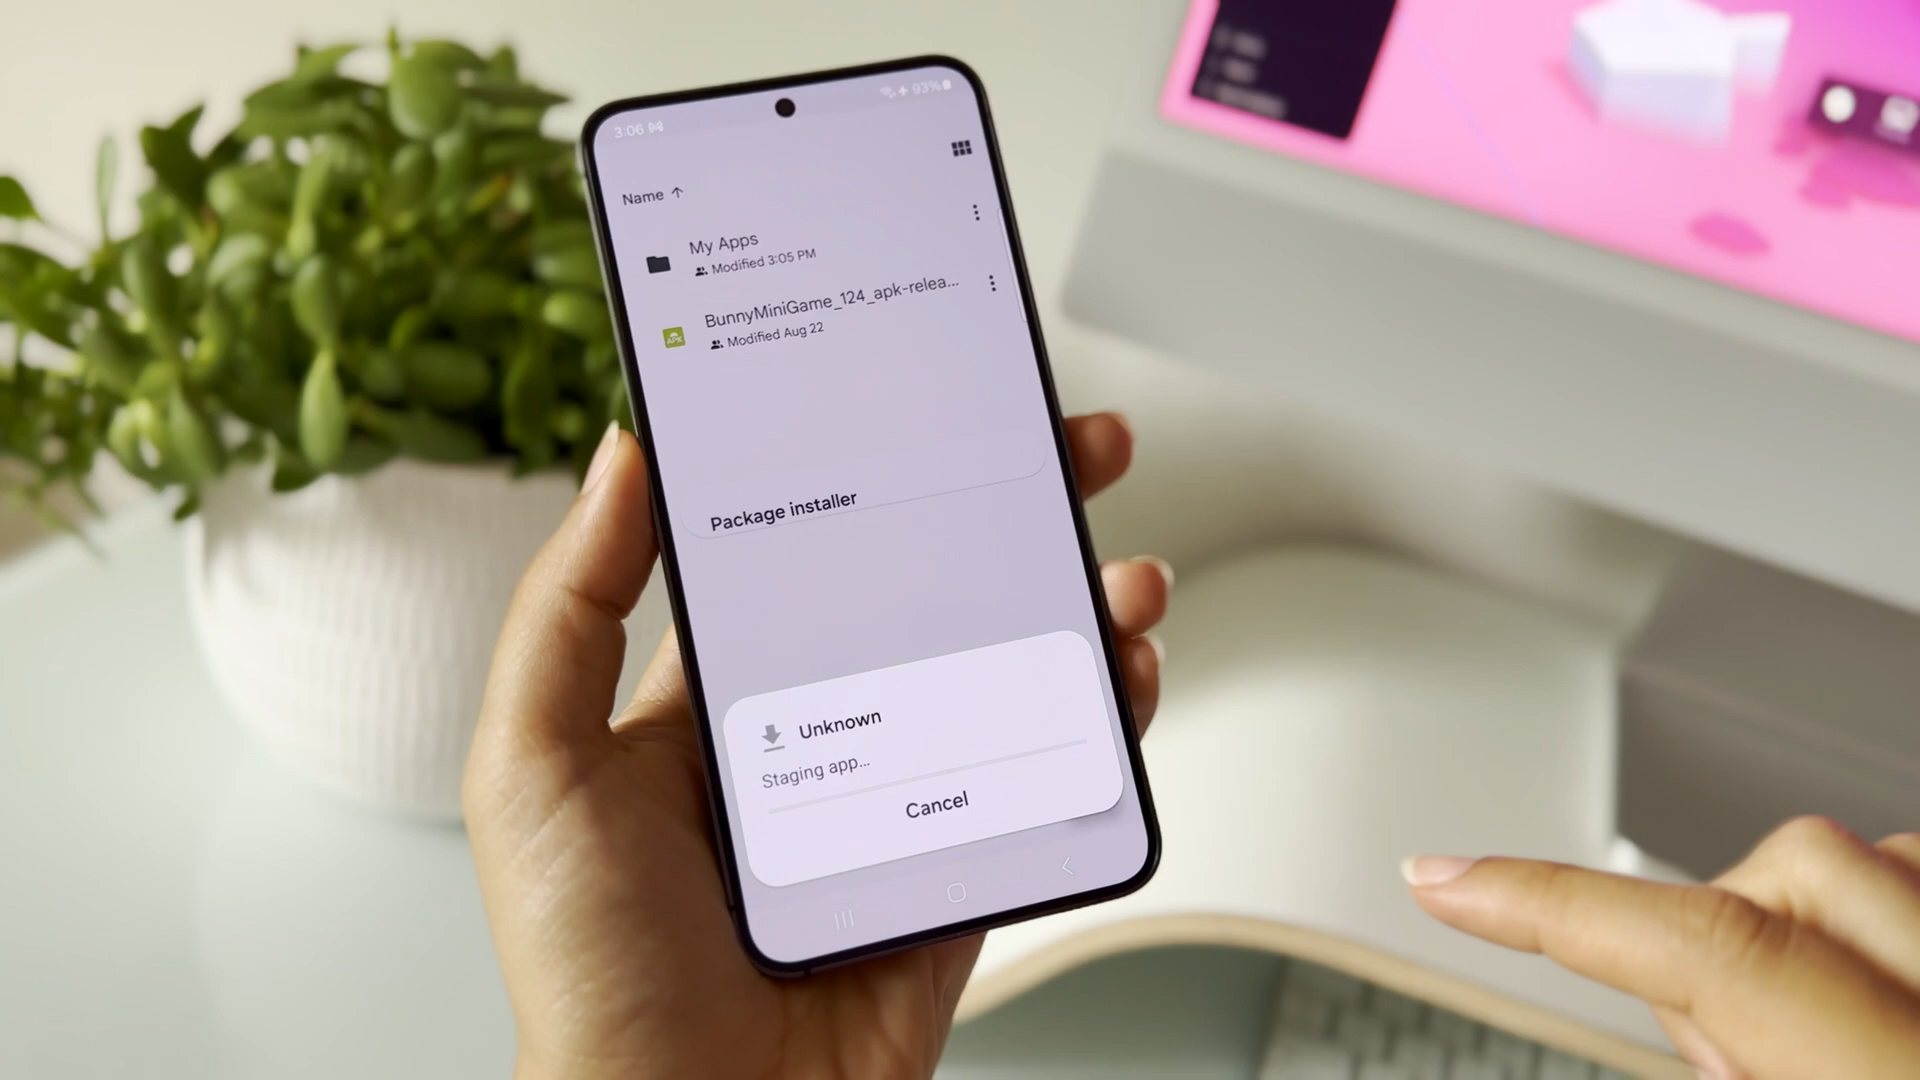 3:06
93%
Name
My Apps
Modified 3:05 PM
BunnyMiniGame_124_apk-relea...
APK
Modified Aug 22
Package installer
Unknown
Staging app...
Cancel